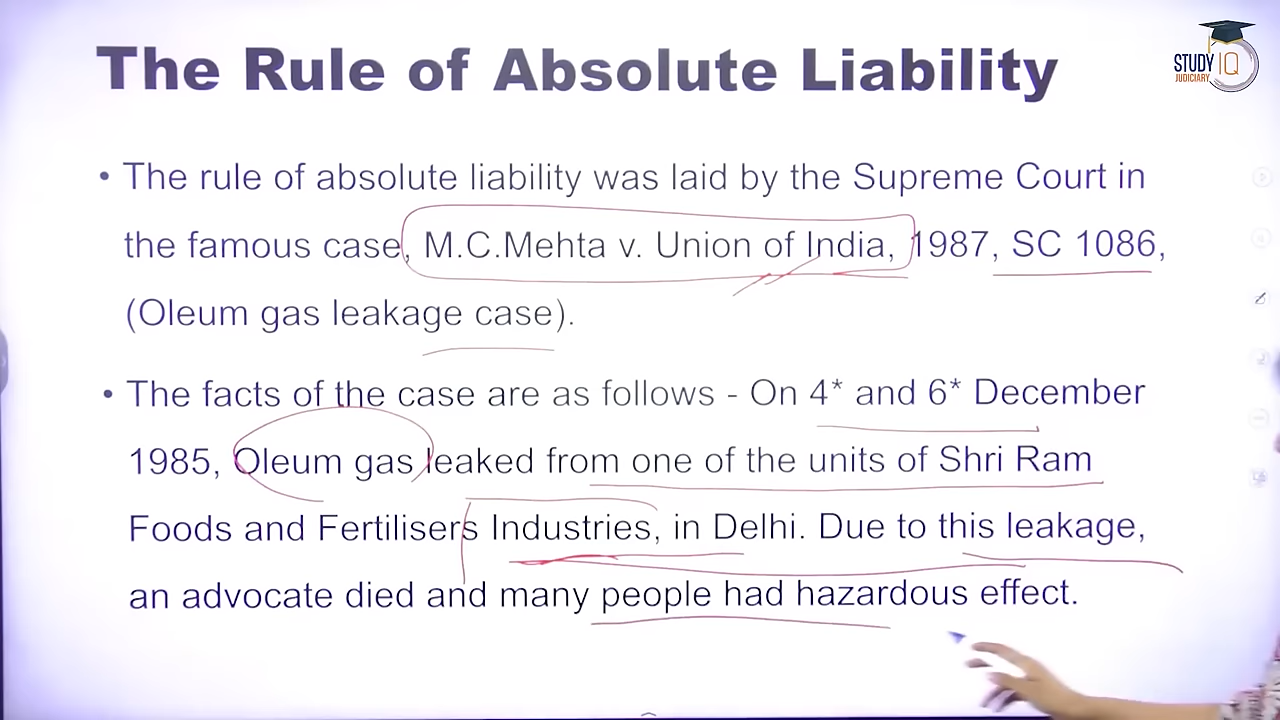 The Rule of Absolute Liability
STUDY IQ
JUDICIARY
• The rule of absolute liability was laid by the Supreme Court in
the famous case, M.C.Mehta v. Union of India, 1987, SC 1086,
(Oleum gas leakage case).
• The facts of the case are as follows - On 4* and 6* December
1985, Oleum gas leaked from one of the units of Shri Ram
Foods and Fertilisers Industries, in Delhi. Due to this leakage,
an advocate died and many people had hazardous effect.